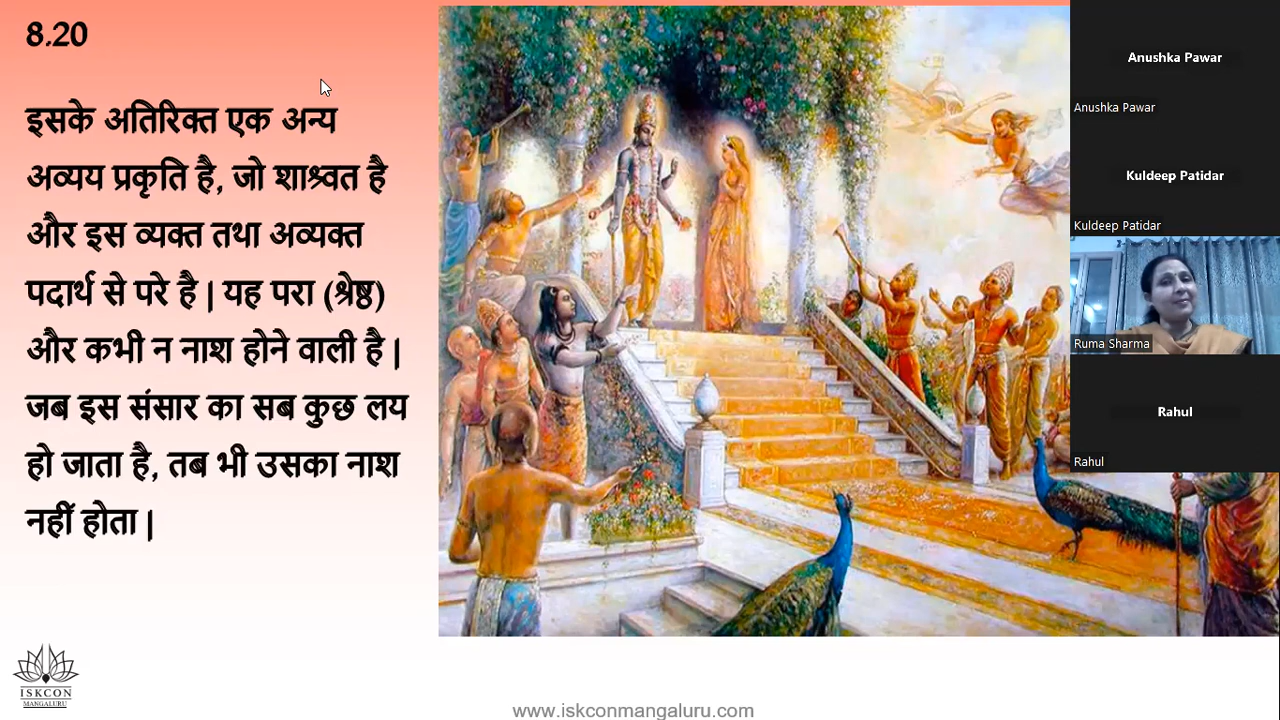 8.20
इसके अतिरिक्त एक अन्य
अव्यय प्रकृति है, जो शाश्र्वत है
और इस व्यक्त तथा अव्यक्त
पदार्थ से परे है | यह परा (श्रेष्ठ)
और कभी न नाश होने वाली है |
जब इस संसार का सब कुछ लय
हो जाता है, तब भी उसका नाश
नहीं होता |
ISKCON
MANGALURU
www.iskconmangaluru.com
Anushka Pawar
Anushka Pawar
Kuldeep Patidar
Kuldeep Patidar
Ruma Sharma
Rahul
Rahul